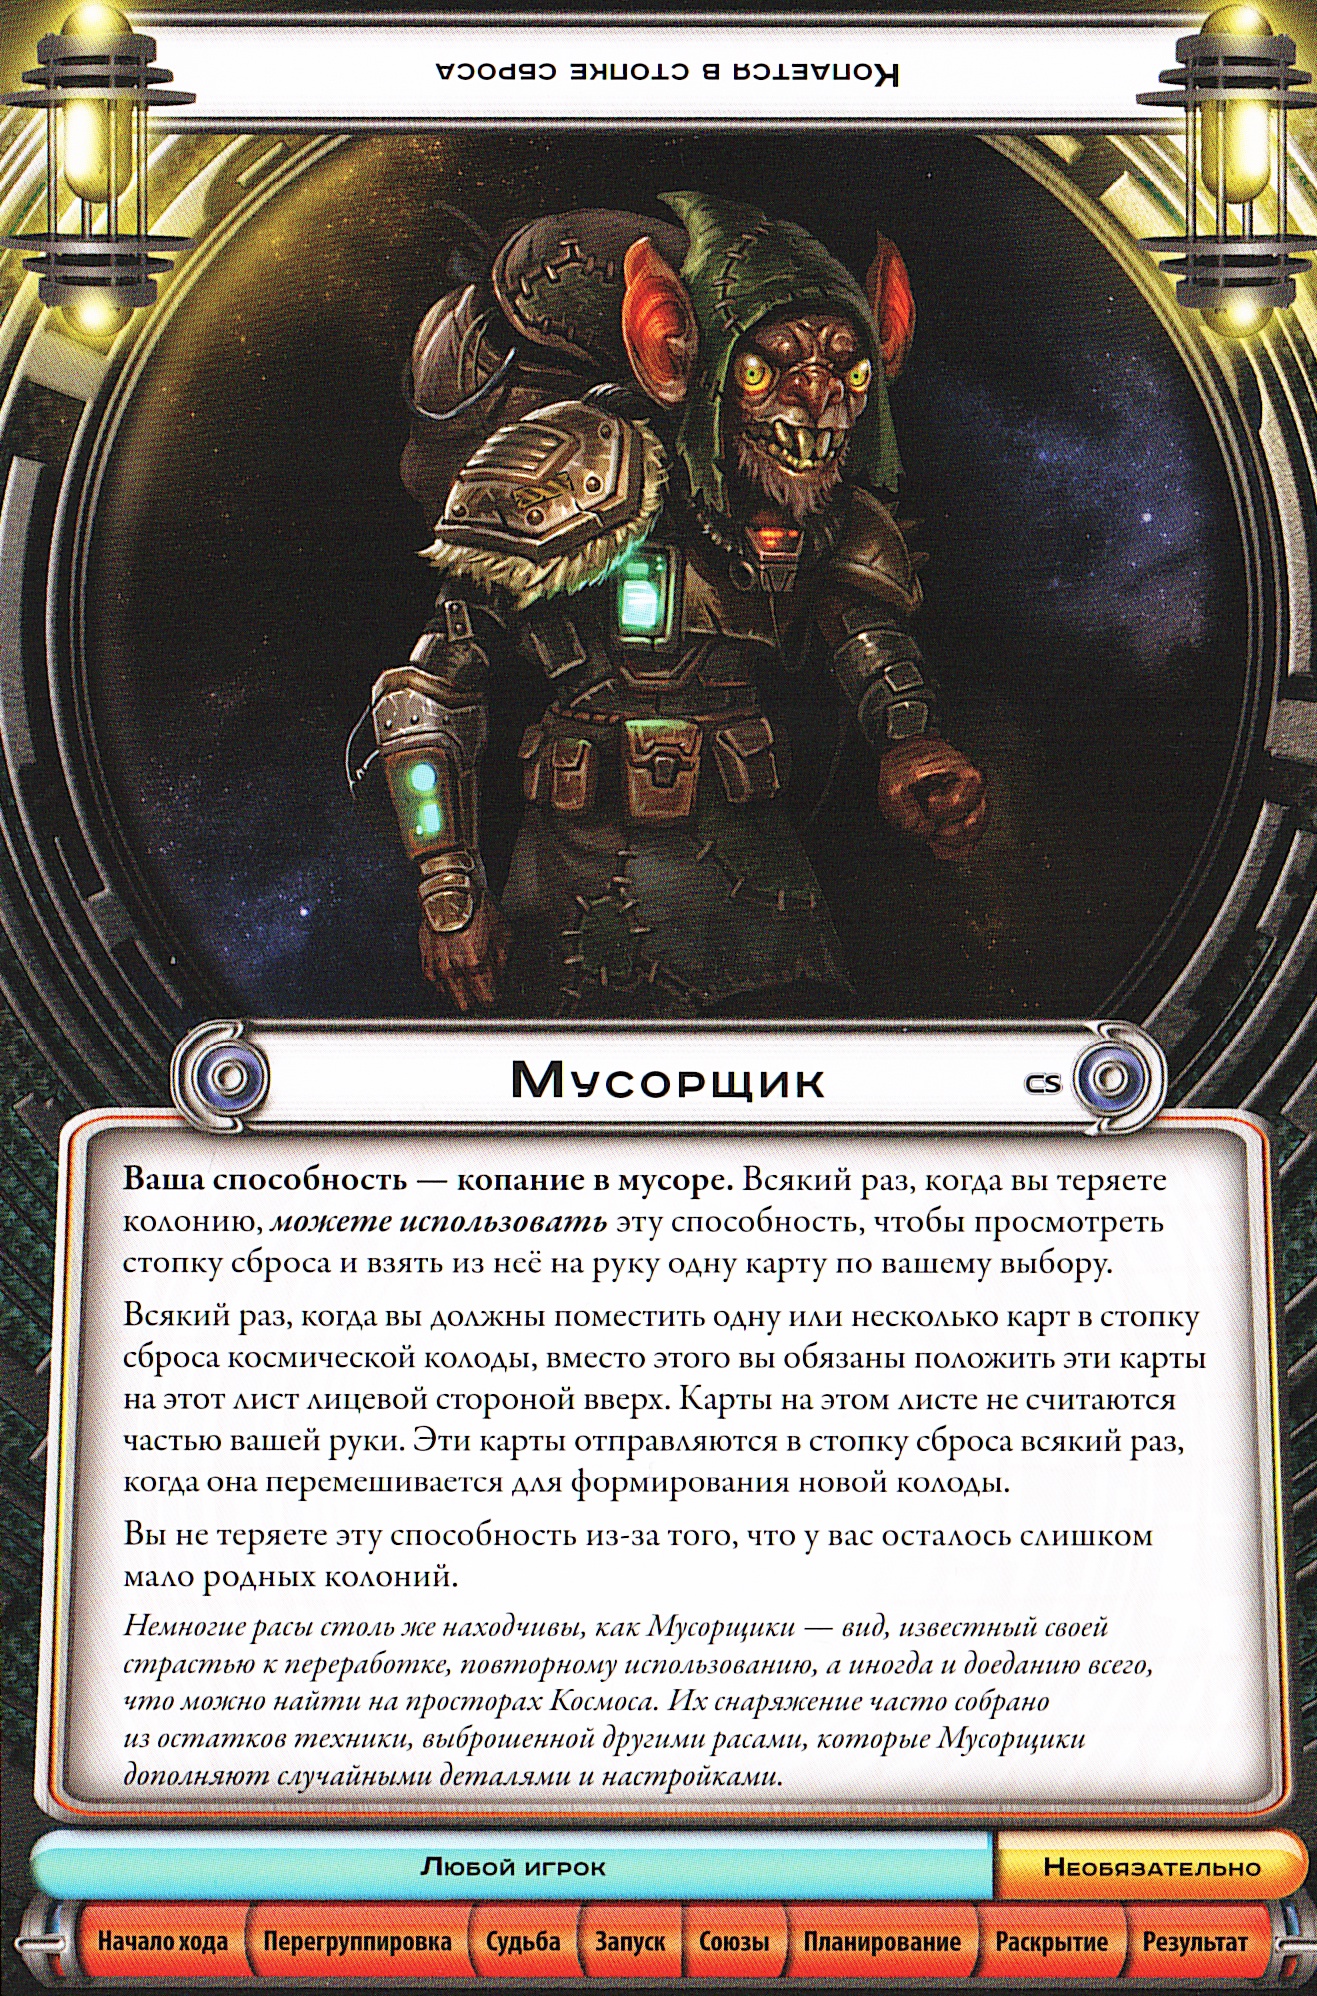 Копается в стопке сброса
Мусорщик
CS
Ваша способность — копание в мусоре. Всякий раз, когда вы теряете
колонию, можете использовать эту способность, чтобы просмотреть
стопку сброса и взять из неё на руку одну карту по вашему выбору.
Всякий раз, когда вы должны поместить одну или несколько карт в стопку
сброса космической колоды, вместо этого вы обязаны положить эти карты
на этот лист лицевой стороной вверх. Карты на этом листе не считаются
частью вашей руки. Эти карты отправляются в стопку сброса всякий раз,
когда она перемешивается для формирования новой колоды.
Вы не теряете эту способность из-за того, что у вас осталось слишком
мало родных колоний.
Немногие расы столь же находчивы, как Мусорщики — вид, известный своей
страстью к переработке, повторному использованию, а иногда и доеданию всего,
что можно найти на просторах Космоса. Их снаряжение часто собрано
из остатков техники, выброшенной другими расами, которые Мусорщики
дополняют случайными деталями и настройками.
Любой игрок
Необязательно
Начало хода Перегруппировка Судьба Запуск Союзы Планирование Раскрытие Результат